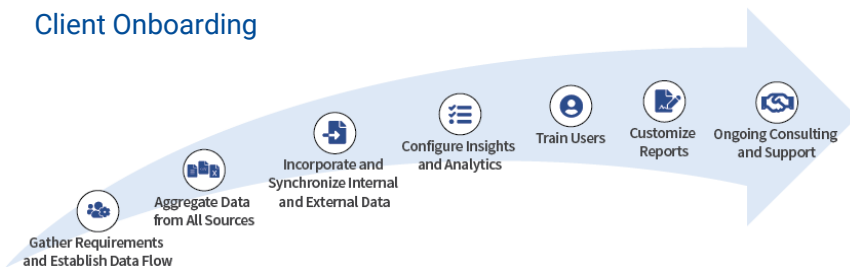 Client Onboarding
Gather Requirements
and Establish Data Flow
Aggregate Data
from All Sources
Incorporate and
Synchronize Internal
and External Data
Configure Insights
and Analytics
Train Users
Customize
Reports
Ongoing Consulting
and Support